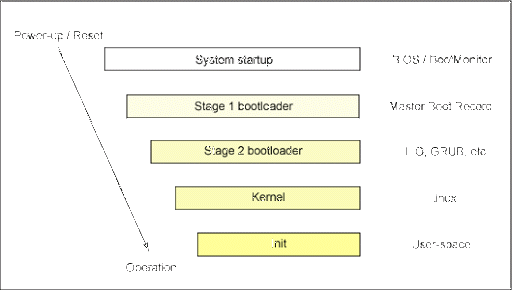 Power-up / Reset
System startup
BIOS / BootMonitor
Stage 1 bootloader
Master Boot Record
Stage 2 bootloader
LILO, GRUB, etc
Kernel
Linux
Init
User-space
Operation